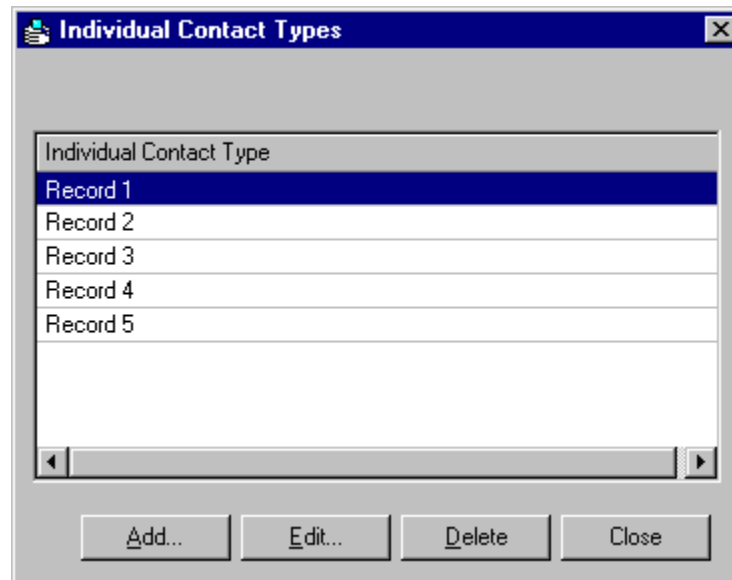 Individual Contact Types
Individual Contact Type
Record 1
Record 2
Record 3
Record 4
Record 5
Add... Edit... Delete Close